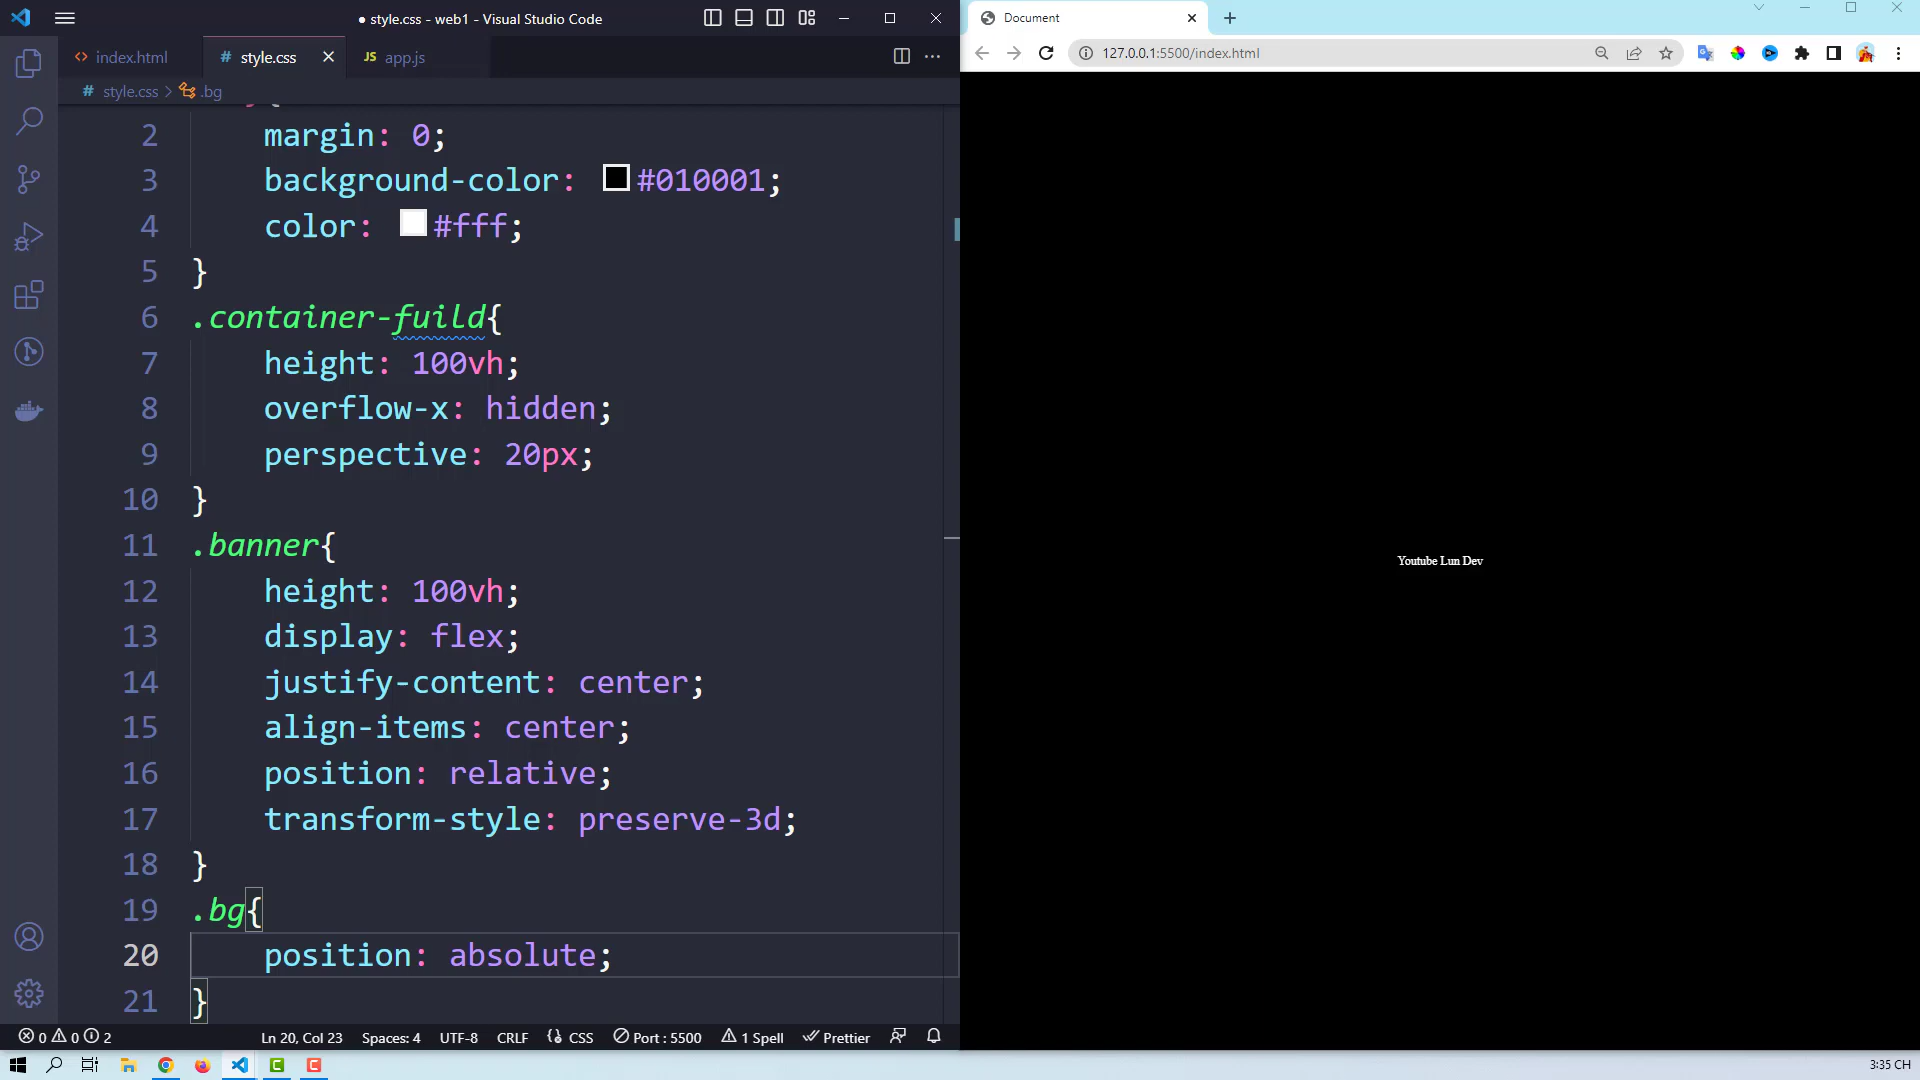 ● style.css - web1 - Visual Studio Code
index.html
# style.css
JS app.js
# style.css > .bg
2 margin: 0;
3 background-color: #010001;
4 color: #fff;
5 }
6 .container-fuild{
7 height: 100vh;
8 overflow-x: hidden;
9 perspective: 20px;
10 }
11 .banner{
12 height: 100vh;
13 display: flex;
14 justify-content: center;
15 align-items: center;
16 position: relative;
17 transform-style: preserve-3d;
18 }
19 .bg{
20 position: absolute;
21 }
0 0 2 Ln 20, Col 23 Spaces: 4 UTF-8 CRLF CSS Port : 5500 1 Spell Prettier
Document
127.0.0.1:5500/index.html
Youtube Lun Dev
3:35 CH